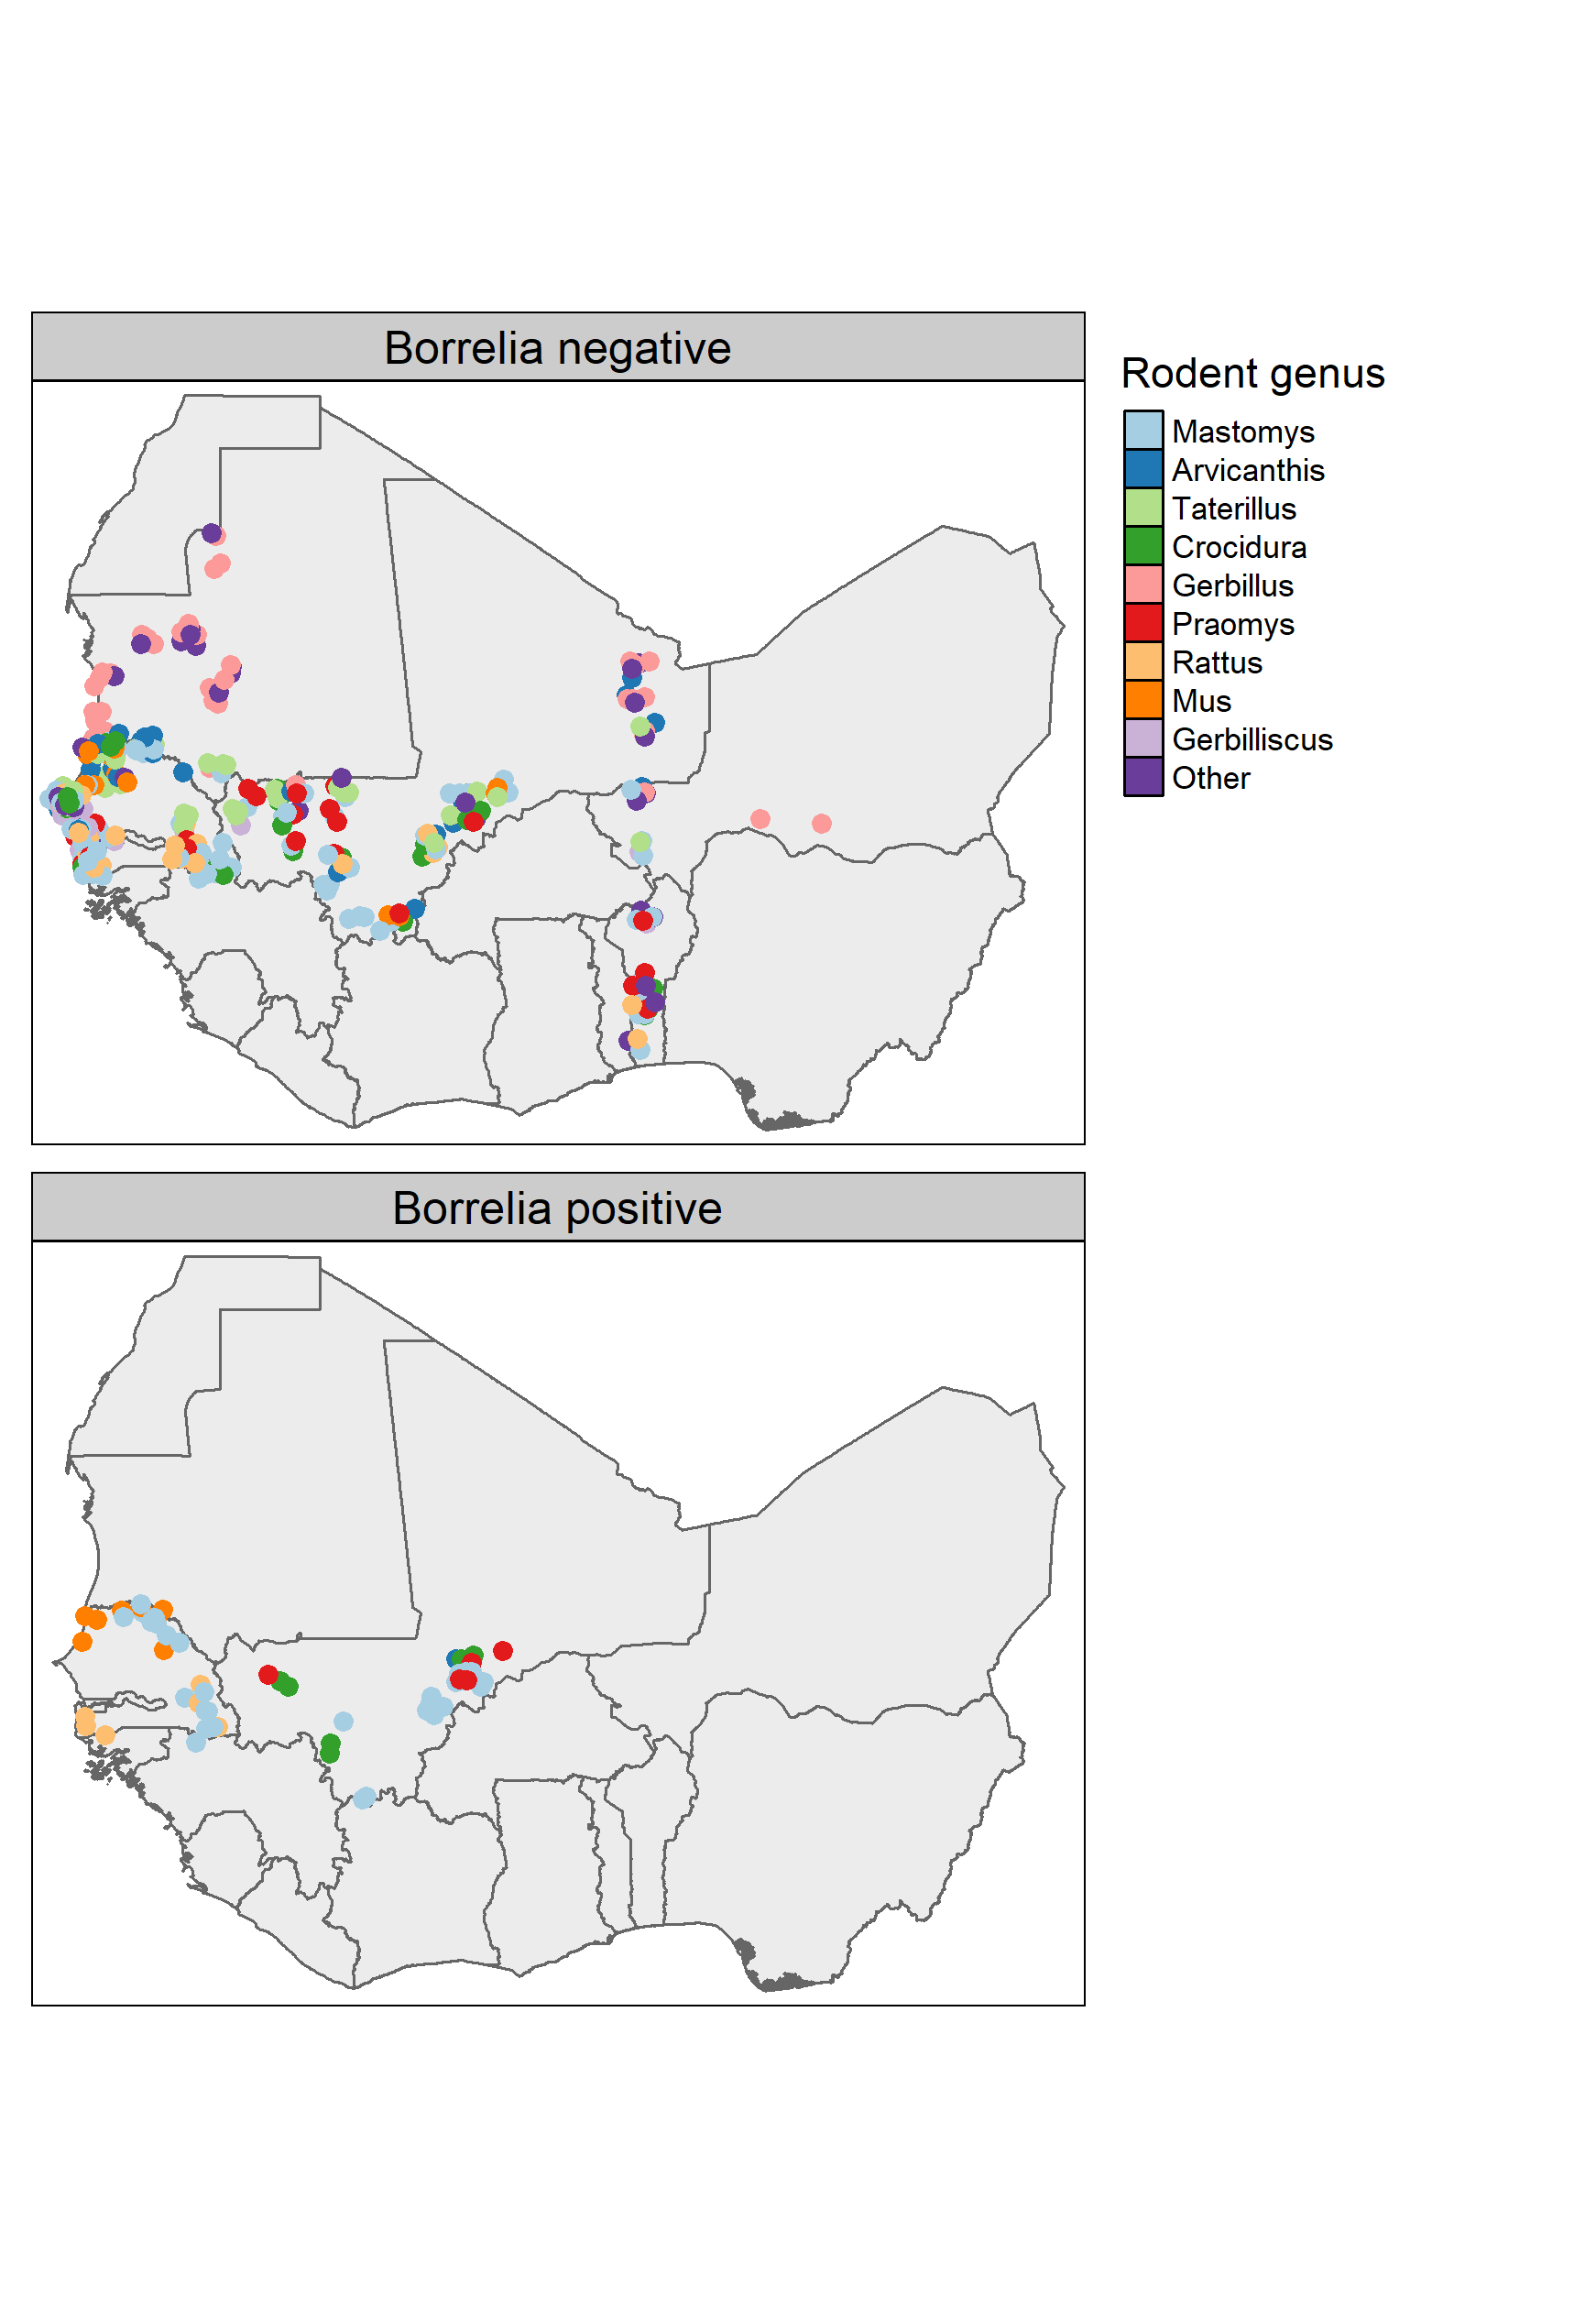 Borrelia negative
Rodent genus
Mastomys
Arvicanthis
Taterillus
Crocidura
Gerbillus
Praomys
Rattus
Mus
Gerbilliscus
Other
Borrelia positive